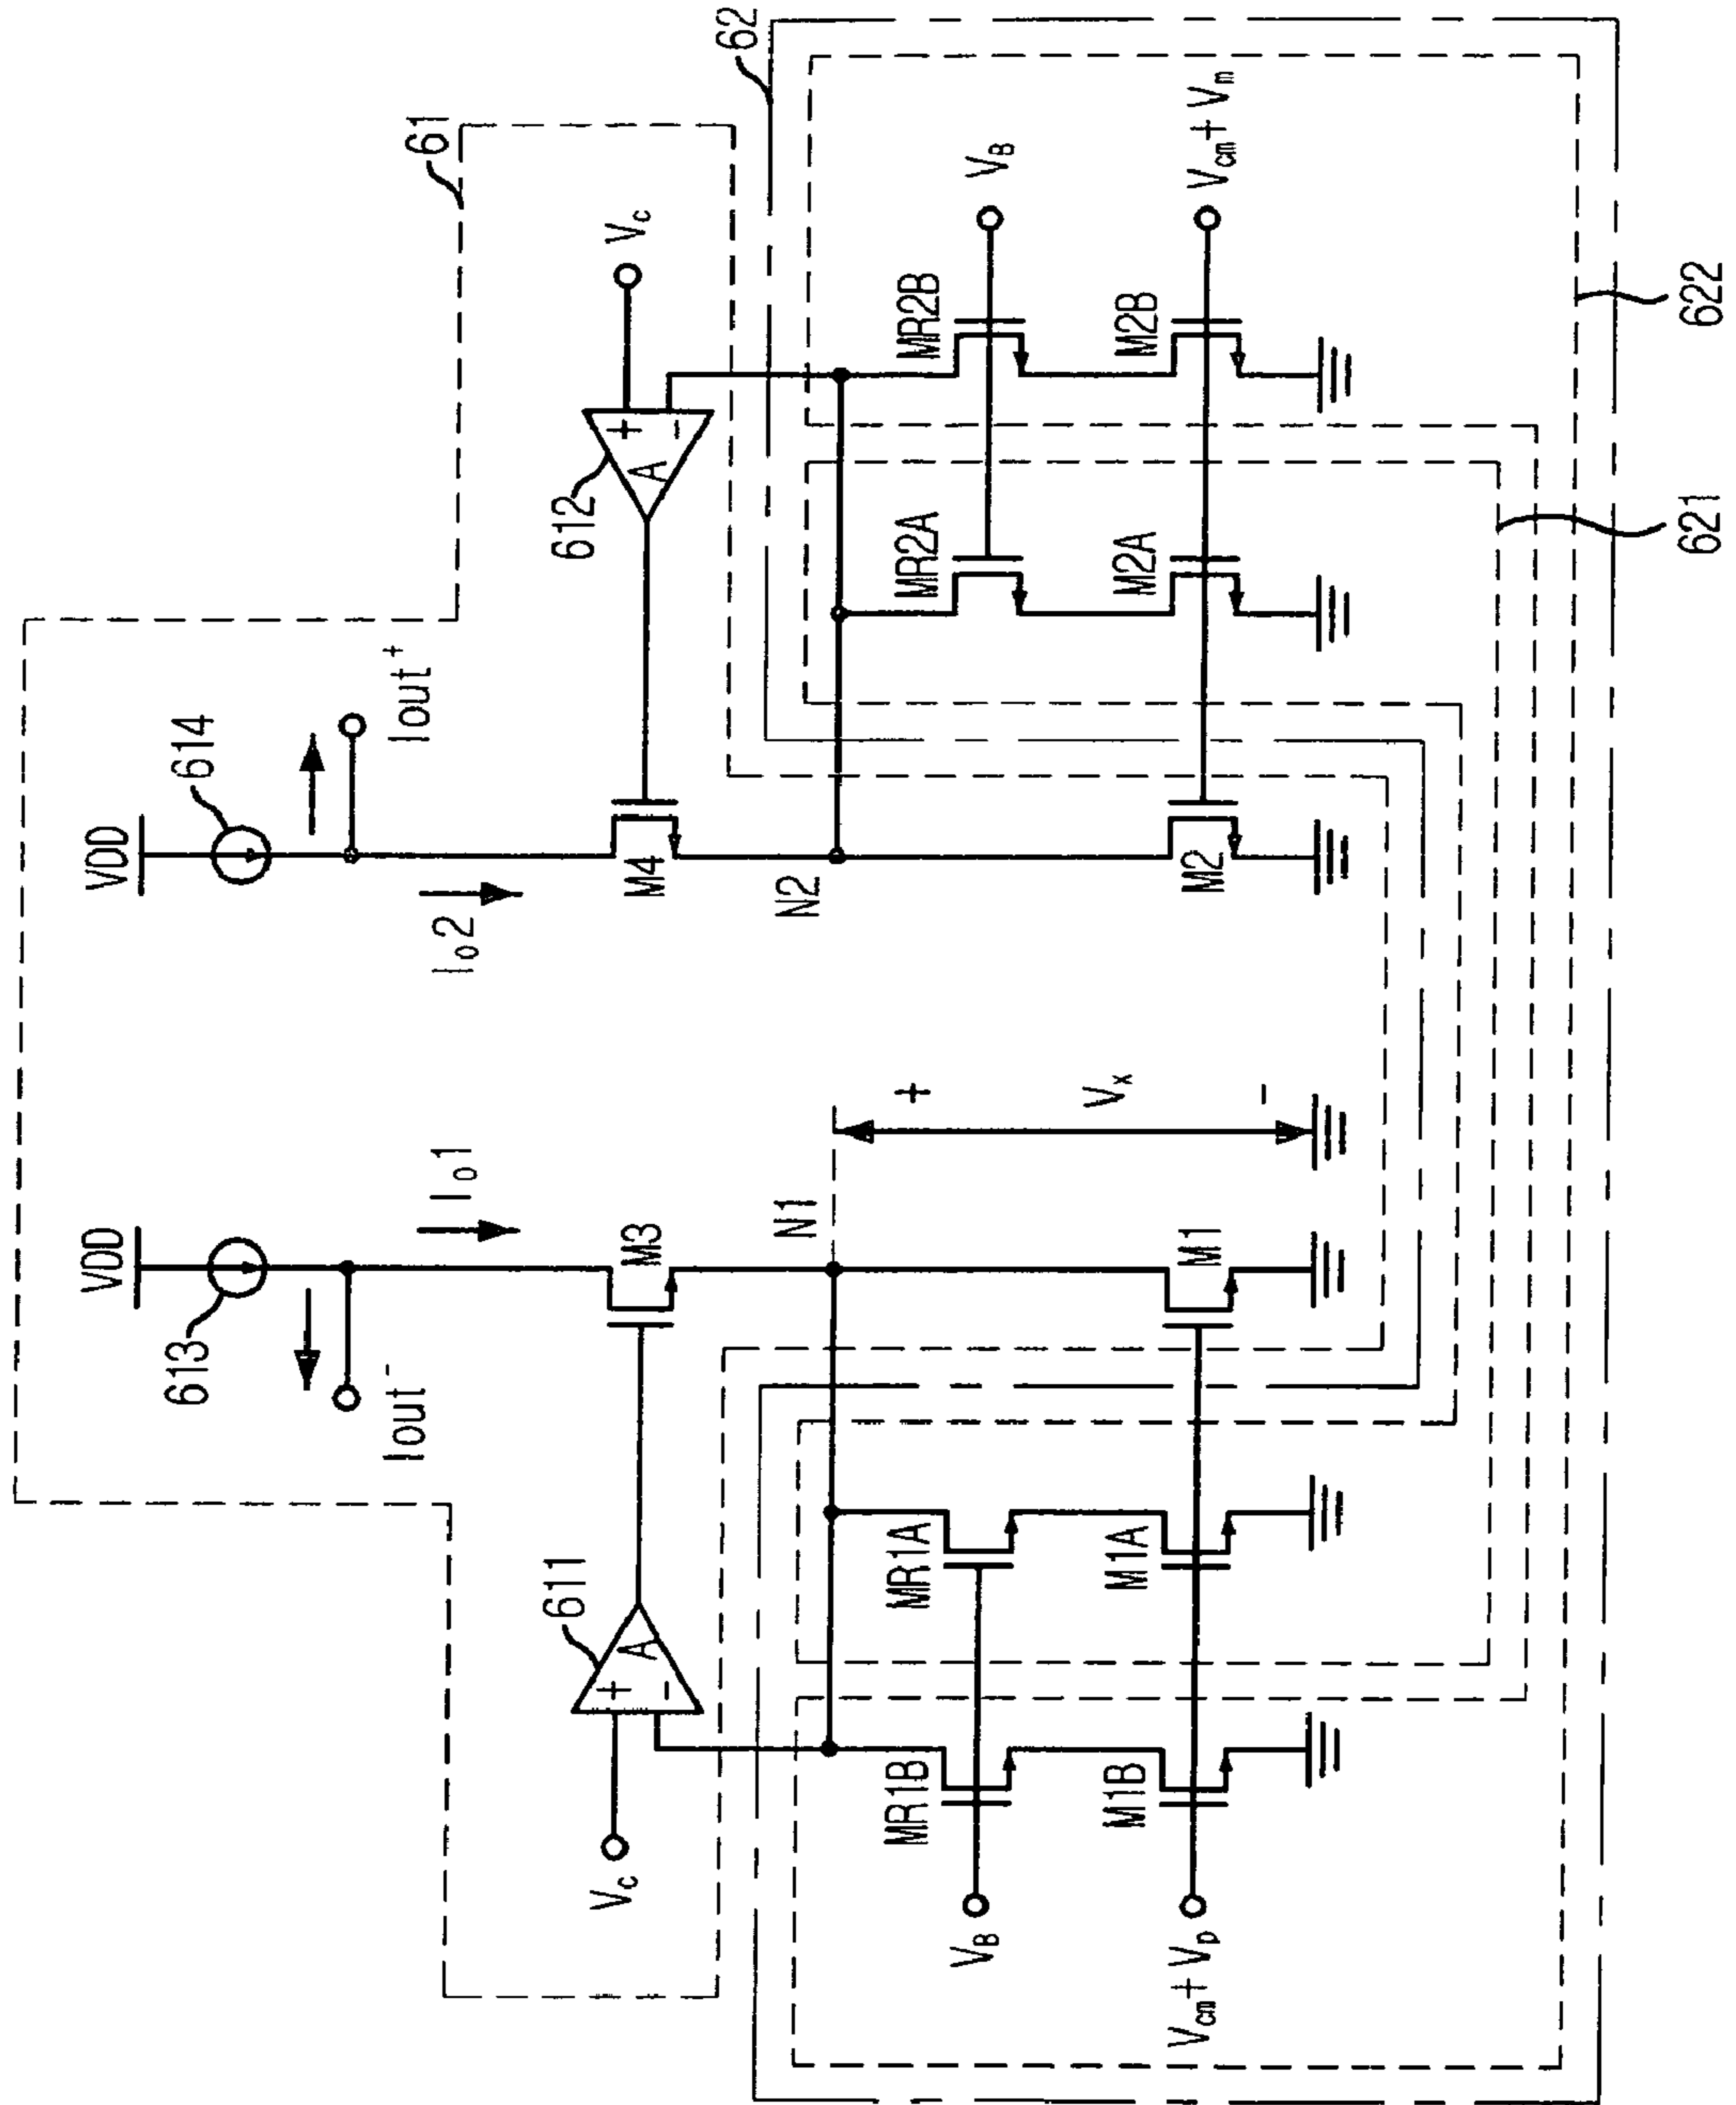 61
62
VDD
VDD
613
614
Iout⁻
Iout⁺
Iₒ1
Iₒ2
611
612
A
+
-
A
+
-
Vc
Vc
M3
M4
N1
N2
+
Vx
-
MR1B
MR1A
MR2A
MR2B
VB
VB
M1B
M1A
M1
M2
M2A
M2B
Vcm+Vp
Vcm+Vm
621
622